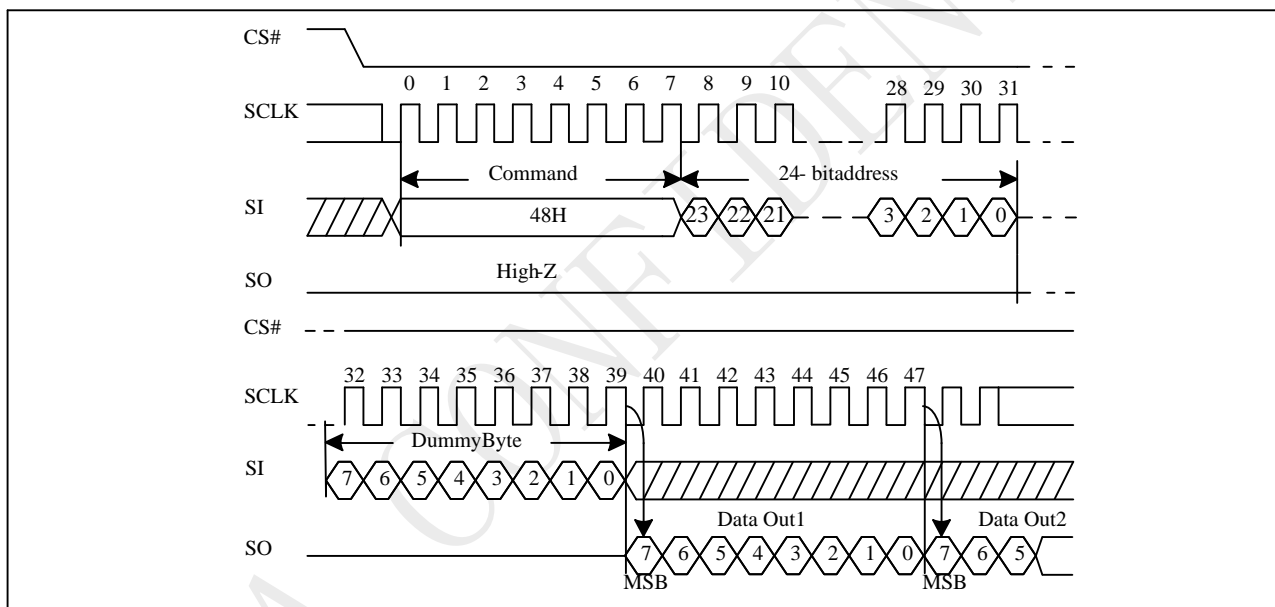 CS#
0 1 2 3 4 5 6 7 8 9 10 28 29 30 31
SCLK
Command 24- bitaddress
SI 48H 23 22 21 3 2 1 0
High-Z
SO
CS#
32 33 34 35 36 37 38 39 40 41 42 43 44 45 46 47
SCLK
DummyByte
SI 7 6 5 4 3 2 1 0
Data Out1 Data Out2
SO 7 6 5 4 3 2 1 0 7 6 5
MSB MSB